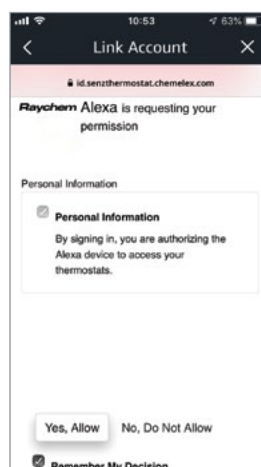 10:53
63%
Link Account
id.senzthermostat.chemelex.com
Raychem Alexa is requesting your
permission
Personal Information
Personal Information
By signing in, you are authorizing the
Alexa device to access your
thermostats.
Yes, Allow No, Do Not Allow
Remember My Decision